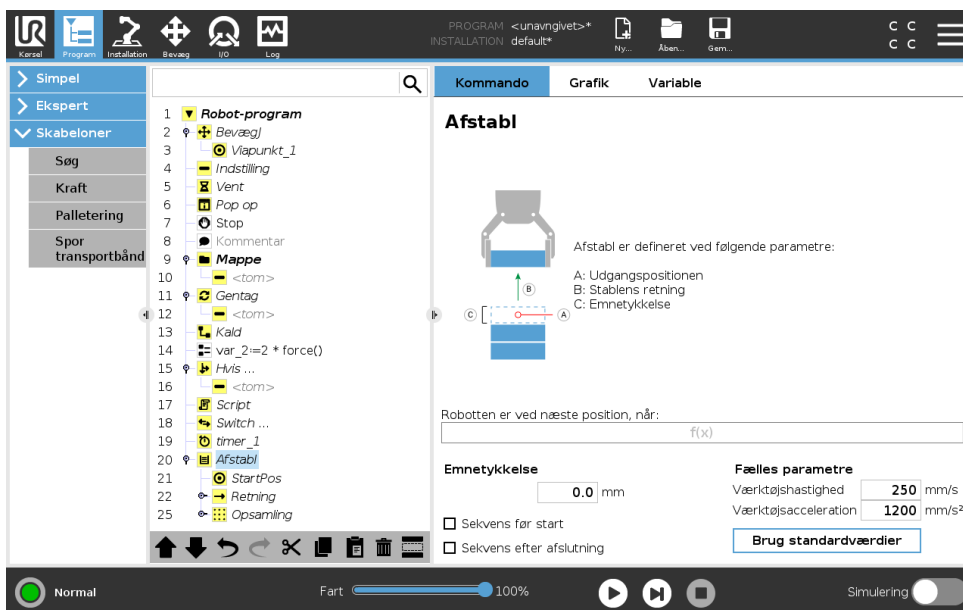 PROGRAM <unavngivet>*
INSTALLATION default*
Kørsel
Program
Installation
Bevæg
I/O
Log
Ny...
Åben...
Gem...
C C
C C
Simpel
Ekspert
Skabeloner
Søg
Kraft
Palletering
Spor
transportbånd
1 Robot-program
2 BevægJ
3 Viapunkt_1
4 Indstilling
5 Vent
6 Pop op
7 Stop
8 Kommentar
9 Mappe
10 <tom>
11 Gentag
12 <tom>
13 Kald
14 var_2:=2 * force()
15 Hvis ...
16 <tom>
17 Script
18 Switch ...
19 timer_1
20 Afstabl
21 StartPos
22 Retning
25 Opsamling
Kommando
Grafik
Variable
Afstabl
Afstabl er defineret ved følgende parametre:
A: Udgangspositionen
B: Stablens retning
C: Emnetykkelse
B
C
A
Robotten er ved næste position, når:
f(x)
Emnetykkelse
0.0 mm
Sekvens før start
Sekvens efter afslutning
Fælles parametre
Værktøjshastighed 250 mm/s
Værktøjsacceleration 1200 mm/s²
Brug standardværdier
Normal
Fart 100%
Simulering